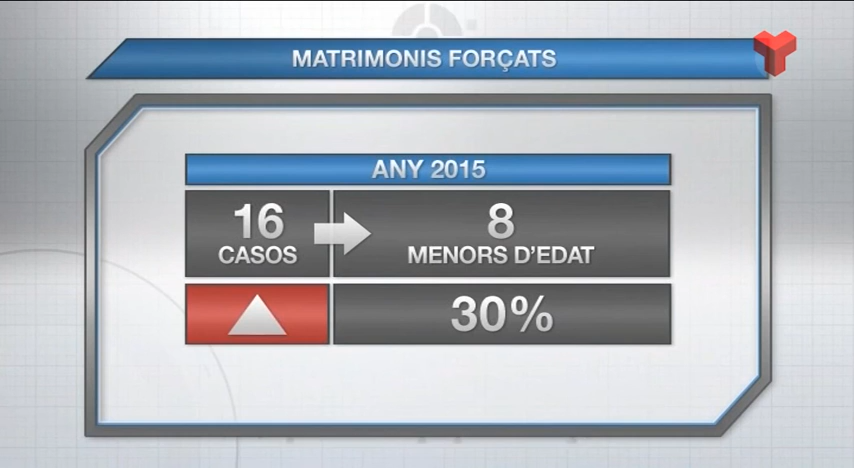 MATRIMONIS FORÇATS
ANY 2015
16
CASOS
8
MENORS D'EDAT
30%